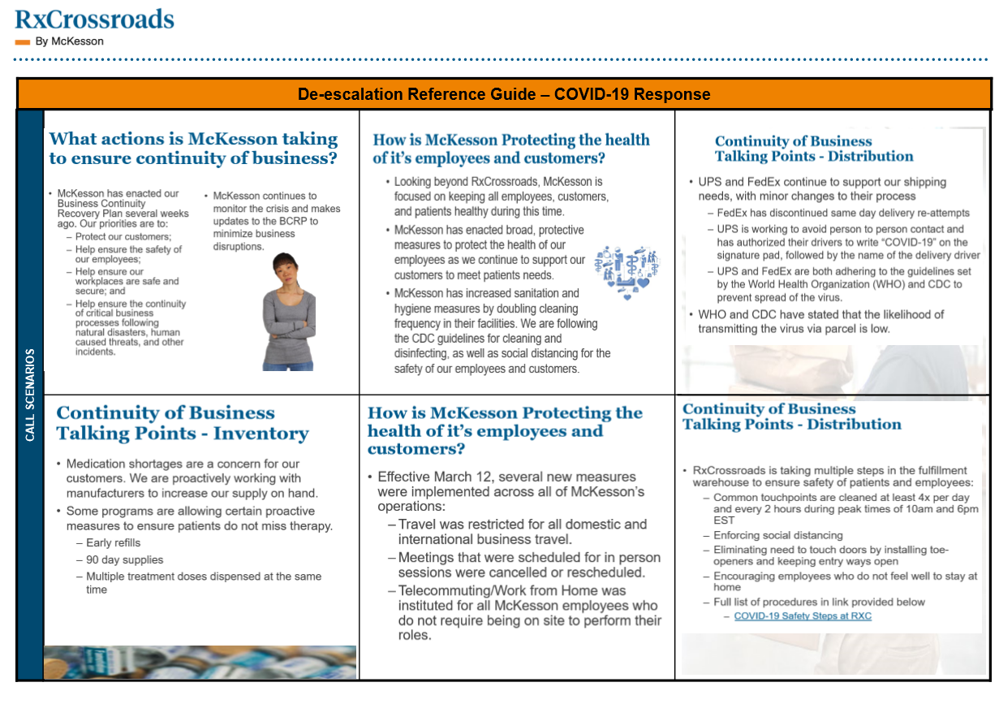 RxCrossroads
By McKesson
De-escalation Reference Guide – COVID-19 Response
CALL SCENARIOS
What actions is McKesson taking
to ensure continuity of business?
• McKesson has enacted our
Business Continuity
Recovery Plan several weeks
ago. Our priorities are to:
– Protect our customers;
– Help ensure the safety of
our employees;
– Help ensure our
workplaces are safe and
secure; and
– Help ensure the continuity
of critical business
processes following
natural disasters, human
caused threats, and other
incidents.
• McKesson continues to
monitor the crisis and makes
updates to the BCRP to
minimize business
disruptions.
How is McKesson Protecting the health
of it’s employees and customers?
• Looking beyond RxCrossroads, McKesson is
focused on keeping all employees, customers,
and patients healthy during this time.
• McKesson has enacted broad, protective
measures to protect the health of our
employees as we continue to support our
customers to meet patients needs.
• McKesson has increased sanitation and
hygiene measures by doubling cleaning
frequency in their facilities. We are following
the CDC guidelines for cleaning and
disinfecting, as well as social distancing for the
safety of our employees and customers.
Continuity of Business
Talking Points - Distribution
• UPS and FedEx continue to support our shipping
needs, with minor changes to their process
– FedEx has discontinued same day delivery re-attempts
– UPS is working to avoid person to person contact and
has authorized their drivers to write “COVID-19” on the
signature pad, followed by the name of the delivery driver
– UPS and FedEx are both adhering to the guidelines set
by the World Health Organization (WHO) and CDC to
prevent spread of the virus.
• WHO and CDC have stated that the likelihood of
transmitting the virus via parcel is low.
Continuity of Business
Talking Points - Inventory
• Medication shortages are a concern for our
customers. We are proactively working with
manufacturers to increase our supply on hand.
• Some programs are allowing certain proactive
measures to ensure patients do not miss therapy.
– Early refills
– 90 day supplies
– Multiple treatment doses dispensed at the same
time
How is McKesson Protecting the
health of it’s employees and
customers?
• Effective March 12, several new measures
were implemented across all of McKesson’s
operations:
– Travel was restricted for all domestic and
international business travel.
– Meetings that were scheduled for in person
sessions were cancelled or rescheduled.
– Telecommuting/Work from Home was
instituted for all McKesson employees who
do not require being on site to perform their
roles.
Continuity of Business
Talking Points - Distribution
• RxCrossroads is taking multiple steps in the fulfillment
warehouse to ensure safety of patients and employees:
– Common touchpoints are cleaned at least 4x per day
and every 2 hours during peak times of 10am and 6pm
EST
– Enforcing social distancing
– Eliminating need to touch doors by installing toe-
openers and keeping entry ways open
– Encouraging employees who do not feel well to stay at
home
– Full list of procedures in link provided below
– COVID-19 Safety Steps at RXC